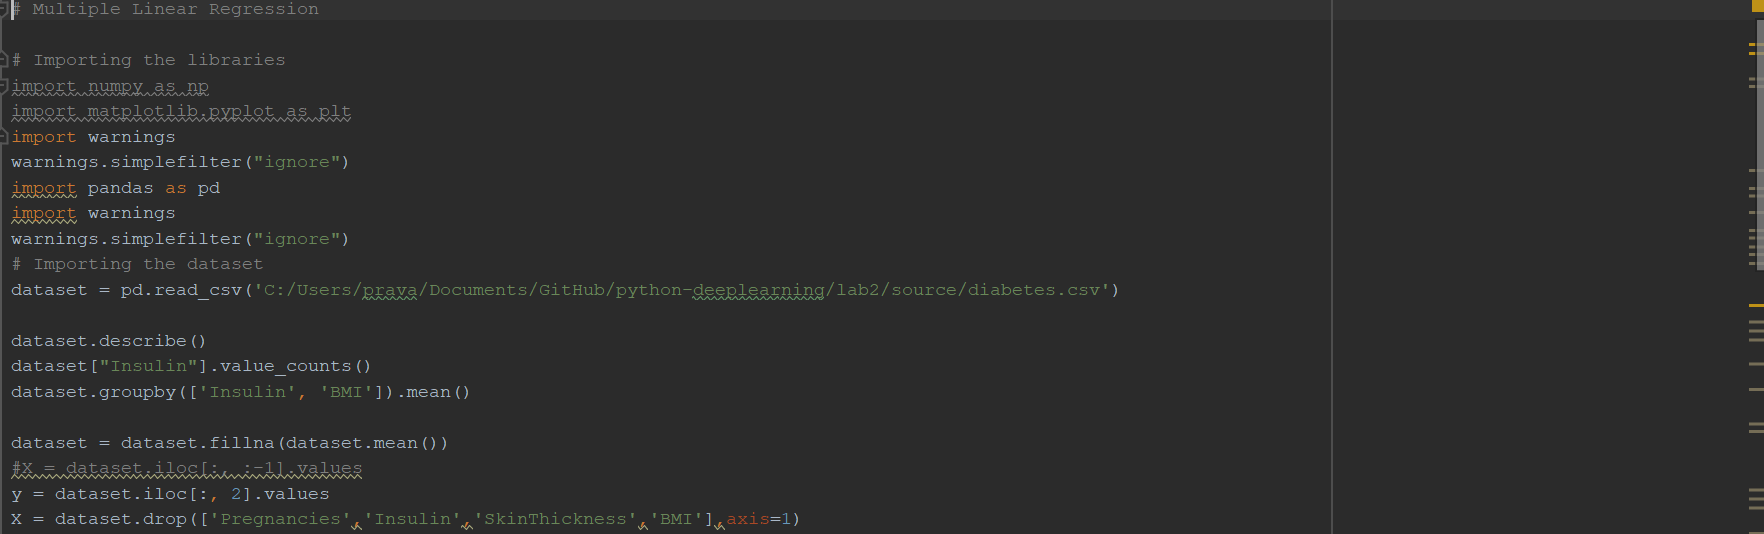 # Multiple Linear Regression
# Importing the libraries
import numpy as np
import matplotlib.pyplot as plt
import warnings
warnings.simplefilter("ignore")
import pandas as pd
import warnings
warnings.simplefilter("ignore")
# Importing the dataset
dataset = pd.read_csv('C:/Users/prava/Documents/GitHub/python-deeplearning/lab2/source/diabetes.csv')
dataset.describe()
dataset["Insulin"].value_counts()
dataset.groupby(['Insulin', 'BMI']).mean()
dataset = dataset.fillna(dataset.mean())
#X = dataset.iloc[:, :-1].values
y = dataset.iloc[:, 2].values
X = dataset.drop(['Pregnancies','Insulin','SkinThickness','BMI'],axis=1)